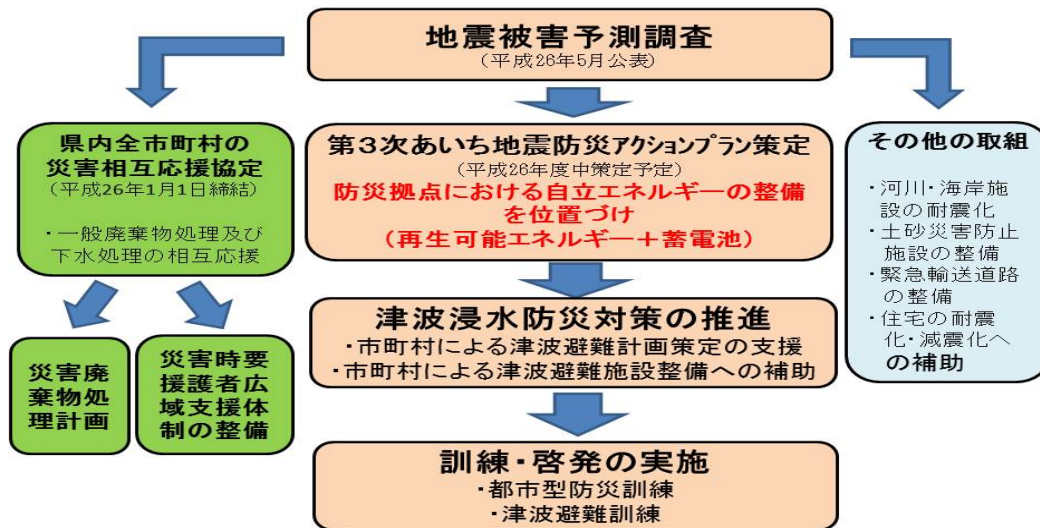 地震被害予測調査
(平成26年5月公表)
県内全市町村の
災害相互応援協定
(平成26年1月1日締結)
・一般廃棄物処理及び
下水処理の相互応援
災害廃
棄物処
理計画
災害時要
援護者広
域支援体
制の整備
第3次あいち地震防災アクションプラン策定
(平成26年度中策定予定)
防災拠点における自立エネルギーの整備
を位置づけ
(再生可能エネルギー+蓄電池)
津波浸水防災対策の推進
・市町村による津波避難計画策定の支援
・市町村による津波避難施設整備への補助
訓練・啓発の実施
・都市型防災訓練
・津波避難訓練
その他の取組
・河川・海岸施
設の耐震化
・土砂災害防止
施設の整備
・緊急輸送道路
の整備
・住宅の耐震
化・減震化へ
の補助